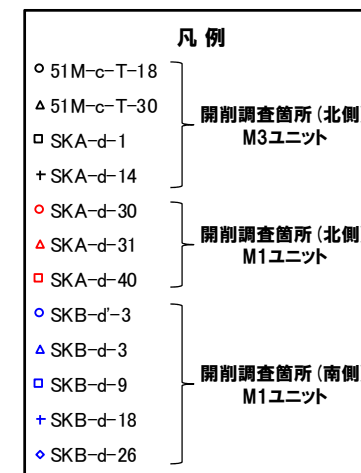 凡 例
51M-c-T-18
51M-c-T-30
SKA-d-1
SKA-d-14
開削調査箇所(北側
M3ユニット
SKA-d-30
SKA-d-31
SKA-d-40
開削調査箇所(北側
M1ユニット
SKB-d'-3
SKB-d-3
SKB-d-9
SKB-d-18
SKB-d-26
開削調査箇所(南側
M1ユニット